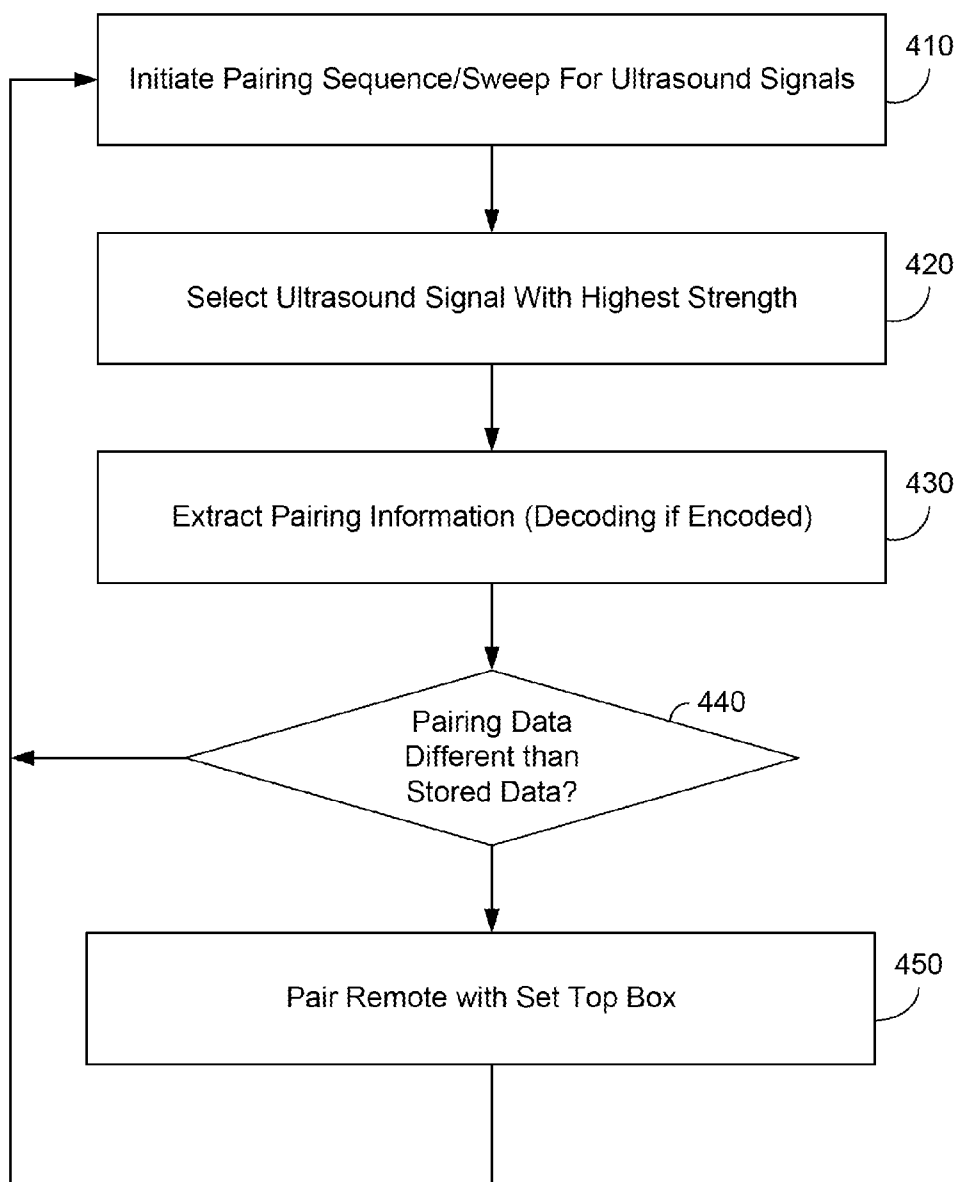 410
Initiate Pairing Sequence/Sweep For Ultrasound Signals
420
Select Ultrasound Signal With Highest Strength
430
Extract Pairing Information (Decoding if Encoded)
440
Pairing Data
Different than
Stored Data?
450
Pair Remote with Set Top Box